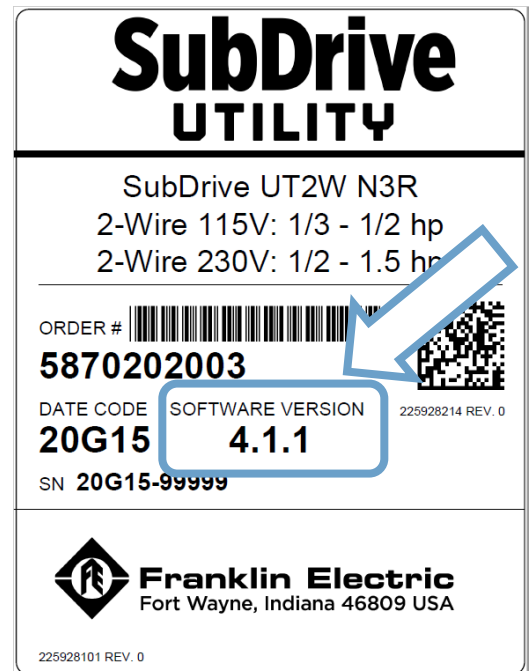 SubDrive
UTILITY
SubDrive UT2W N3R
2-Wire 115V: 1/3 - 1/2 hp
2-Wire 230V: 1/2 - 1.5 hp
ORDER #
5870202003
DATE CODE SOFTWARE VERSION 225928214 REV. 0
20G15 4.1.1
SN 20G15-99999
FE
Franklin Electric
Fort Wayne, Indiana 46809 USA
225928101 REV. 0